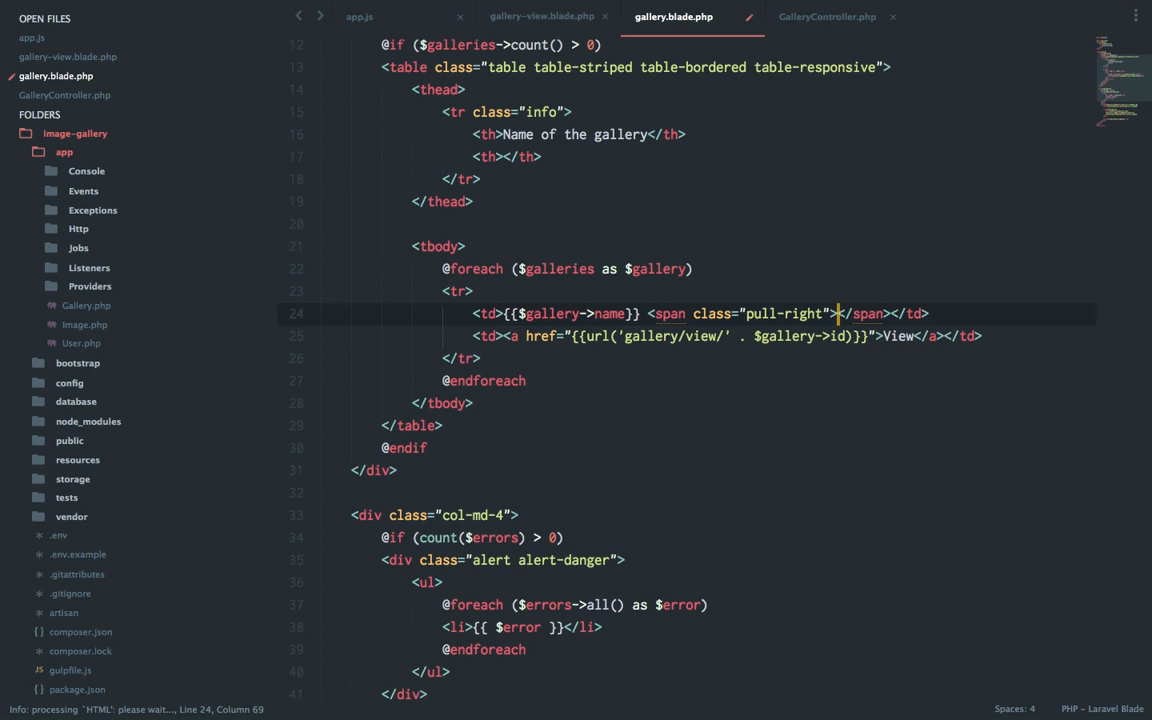 OPEN FILES
app.js
gallery-view.blade.php
gallery.blade.php
GalleryController.php
FOLDERS
image-gallery
app
Console
Events
Exceptions
Http
Jobs
Listeners
Providers
Gallery.php
Image.php
User.php
bootstrap
config
database
node_modules
public
resources
storage
tests
vendor
.env
.env.example
.gitattributes
.gitignore
artisan
composer.json
composer.lock
gulpfile.js
package.json
app.js gallery-view.blade.php gallery.blade.php GalleryController.php
12 @if ($galleries->count() > 0)
13 <table class="table table-striped table-bordered table-responsive">
14 <thead>
15 <tr class="info">
16 <th>Name of the gallery</th>
17 <th></th>
18 </tr>
19 </thead>
20
21 <tbody>
22 @foreach ($galleries as $gallery)
23 <tr>
24 <td>{{$gallery->name}} <span class="pull-right"></span></td>
25 <td><a href="{{url('gallery/view/' . $gallery->id)}}">View</a></td>
26 </tr>
27 @endforeach
28 </tbody>
29 </table>
30 @endif
31 </div>
32
33 <div class="col-md-4">
34 @if (count($errors) > 0)
35 <div class="alert alert-danger">
36 <ul>
37 @foreach ($errors->all() as $error)
38 <li>{{ $error }}</li>
39 @endforeach
40 </ul>
41 </div>
Info: processing `HTML': please wait..., Line 24, Column 69 Spaces: 4 PHP - Laravel Blade